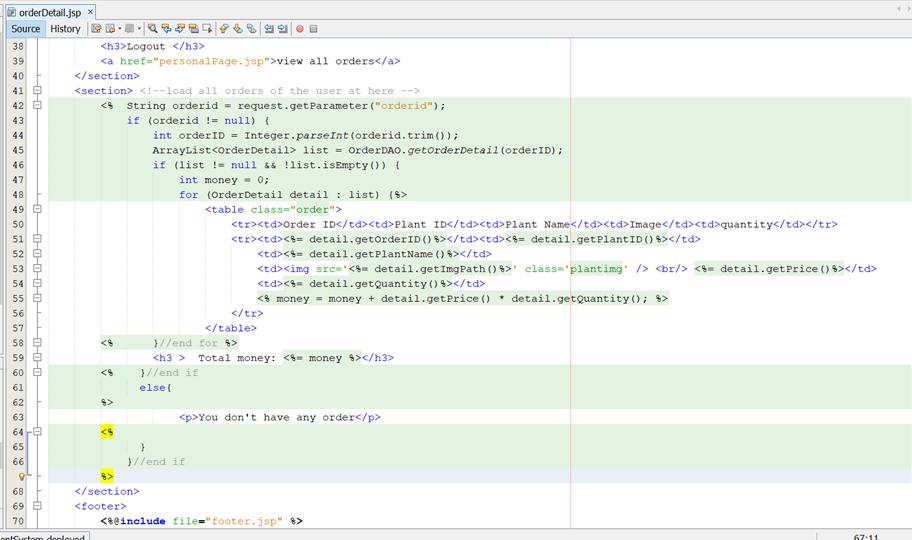 orderDetail.jsp ×
Source History
38 <h3>Logout </h3>
39 <a href="personalPage.jsp">view all orders</a>
40 </section>
41 <section> <!--load all orders of the user at here -->
42 <% String orderid = request.getParameter("orderid");
43 if (orderid != null) {
44 int orderID = Integer.parseInt(orderid.trim());
45 ArrayList<OrderDetail> list = OrderDAO.getOrderDetail(orderID);
46 if (list != null && !list.isEmpty()) {
47 int money = 0;
48 for (OrderDetail detail : list) {%>
49 <table class="order">
50 <tr><td>Order ID</td><td>Plant ID</td><td>Plant Name</td><td>Image</td><td>quantity</td></tr>
51 <tr><td><%= detail.getOrderID()%></td><td><%= detail.getPlantID()%></td>
52 <td><%= detail.getPlantName()%></td>
53 <td><img src='<%= detail.getImgPath()%>' class='plantimg' /> <br/> <%= detail.getPrice()%></td>
54 <td><%= detail.getQuantity()%></td>
55 <% money = money + detail.getPrice() * detail.getQuantity(); %>
56 </tr>
57 </table>
58 <% }//end for %>
59 <h3 > Total money: <%= money %></h3>
60 <% }//end if
61 else{
62 %>
63 <p>You don't have any order</p>
64 <%
65 }
66 }//end if
%>
68 </section>
69 <footer>
70 <%@include file="footer.jsp" %>
67:11